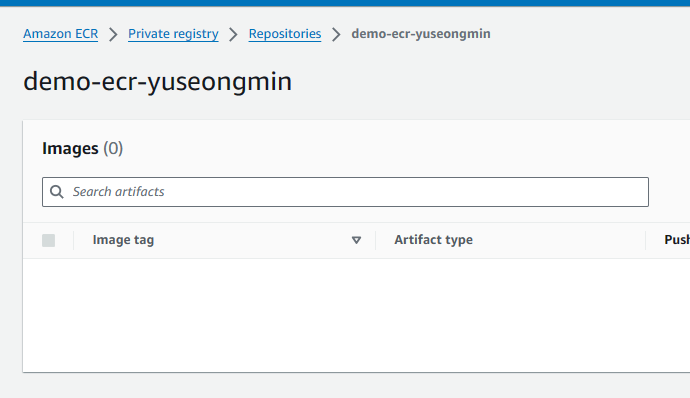 Amazon ECR > Private registry > Repositories > demo-ecr-yuseongmin
demo-ecr-yuseongmin
Images (0)
Search artifacts
Image tag Artifact type Push